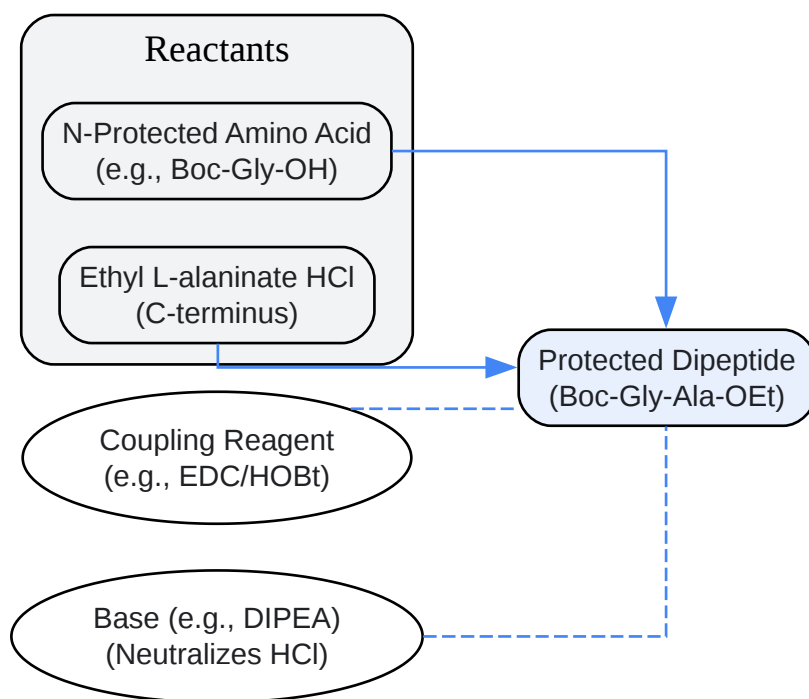 Reactants
N-Protected Amino Acid
(e.g., Boc-Gly-OH)
Ethyl L-alaninate HCl
(C-terminus)
Protected Dipeptide
(Boc-Gly-Ala-OEt)
Coupling Reagent
(e.g., EDC/HOBt)
Base (e.g., DIPEA)
(Neutralizes HCl)